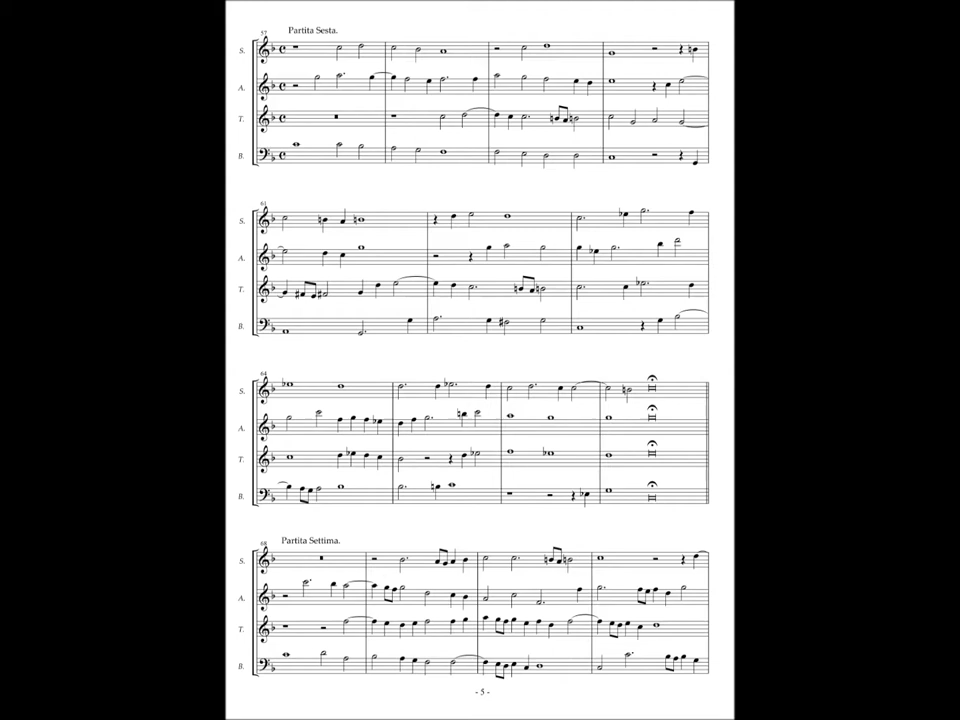 Partita Sesta.
57
S.
A.
T.
B.
61
S.
A.
T.
B.
64
S.
A.
T.
B.
Partita Settima.
68
S.
A.
T.
B.
- 5 -